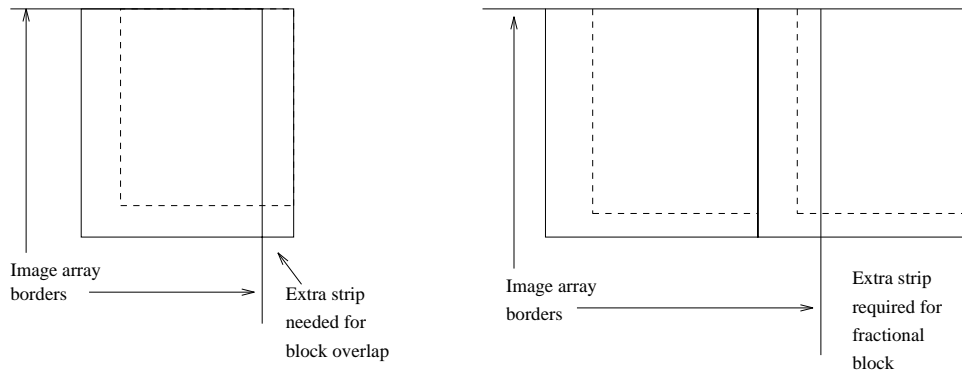 Image array
borders
Extra strip
needed for
block overlap
Image array
borders
Extra strip
required for
fractional
block